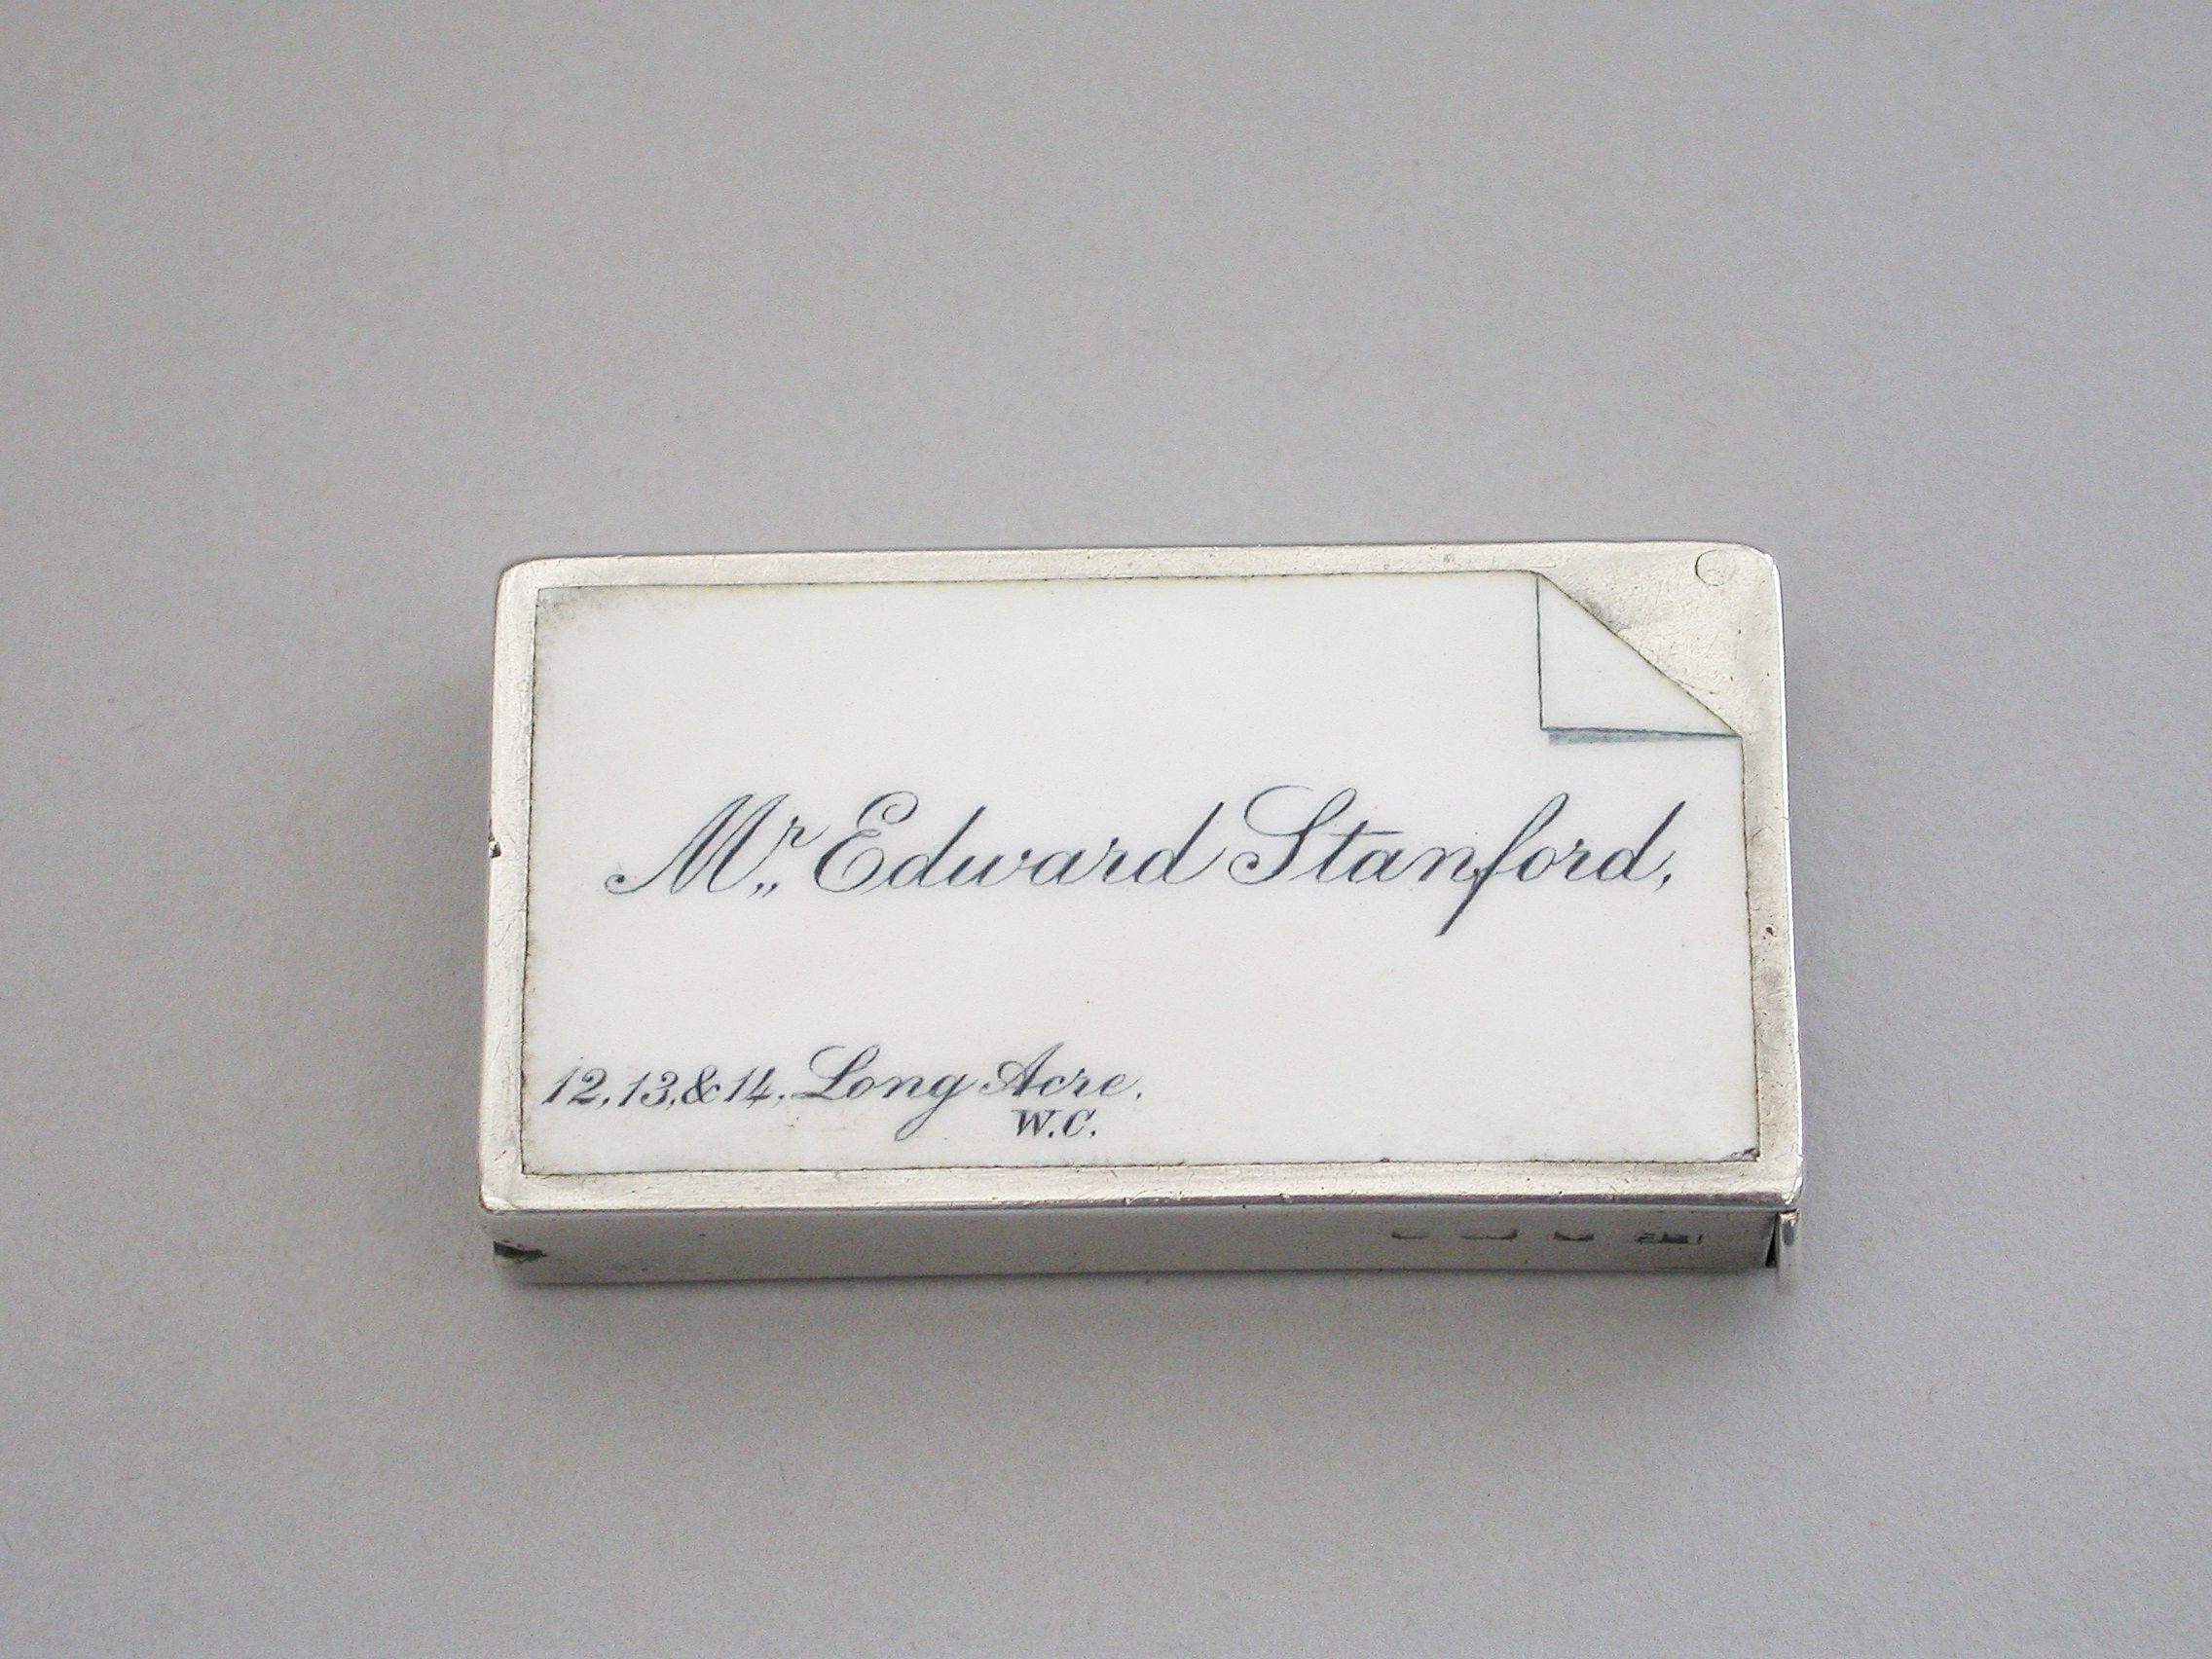 Mr Edward Stanford,
12, 13, & 14, Long Acre.
W.C.